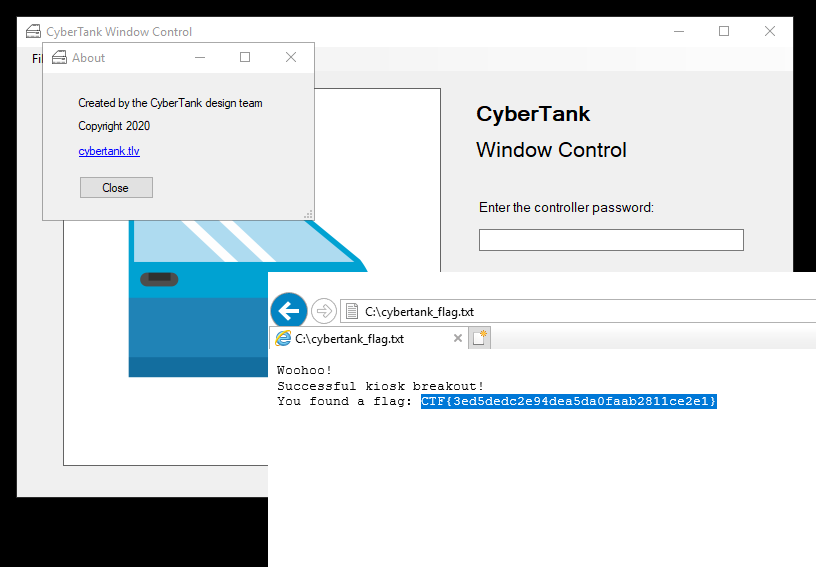 CyberTank Window Control
About
Created by the CyberTank design team
Copyright 2020
cybertank.tlv
Close
CyberTank
Window Control
Enter the controller password:
C:\cybertank_flag.txt
C:\cybertank_flag.txt
Woohoo!
Successful kiosk breakout!
You found a flag: CTF{3ed5dedc2e94dea5da0faab2811ce2e1}